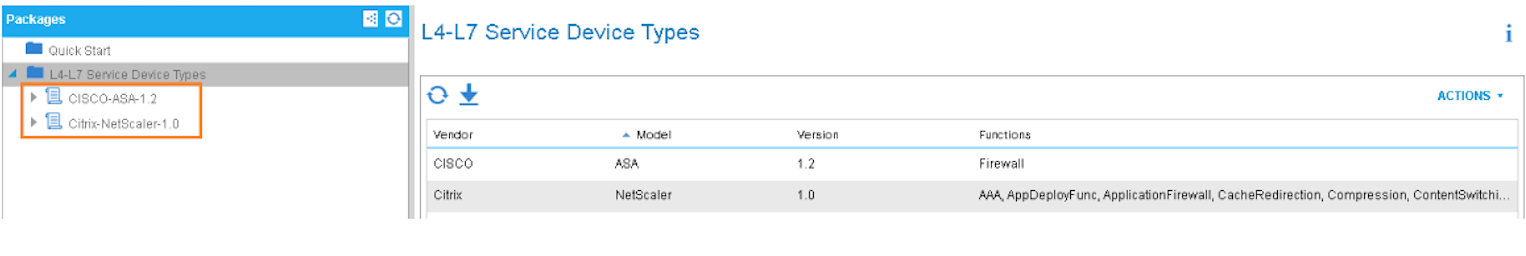 Packages
Quick Start
L4-L7 Service Device Types
CISCO-ASA-1.2
Citrix-NetScaler-1.0
L4-L7 Service Device Types
i
ACTIONS
Vendor Model Version Functions
CISCO ASA 1.2 Firewall
Citrix NetScaler 1.0 AAA, AppDeployFunc, ApplicationFirewall, CacheRedirection, Compression, ContentSwitchi...